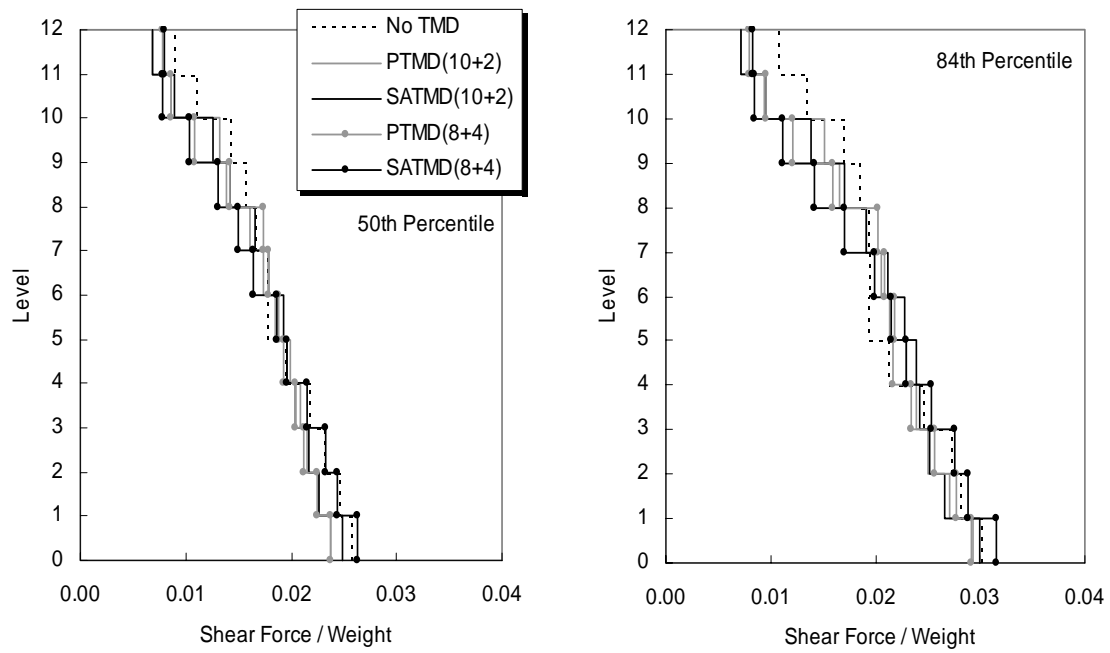 No TMD
PTMD(10+2)
SATMD(10+2)
PTMD(8+4)
SATMD(8+4)
50th Percentile
Level
12
11
10
9
8
7
6
5
4
3
2
1
0
0.00 0.01 0.02 0.03 0.04
Shear Force / Weight
84th Percentile
Level
12
11
10
9
8
7
6
5
4
3
2
1
0
0.00 0.01 0.02 0.03 0.04
Shear Force / Weight